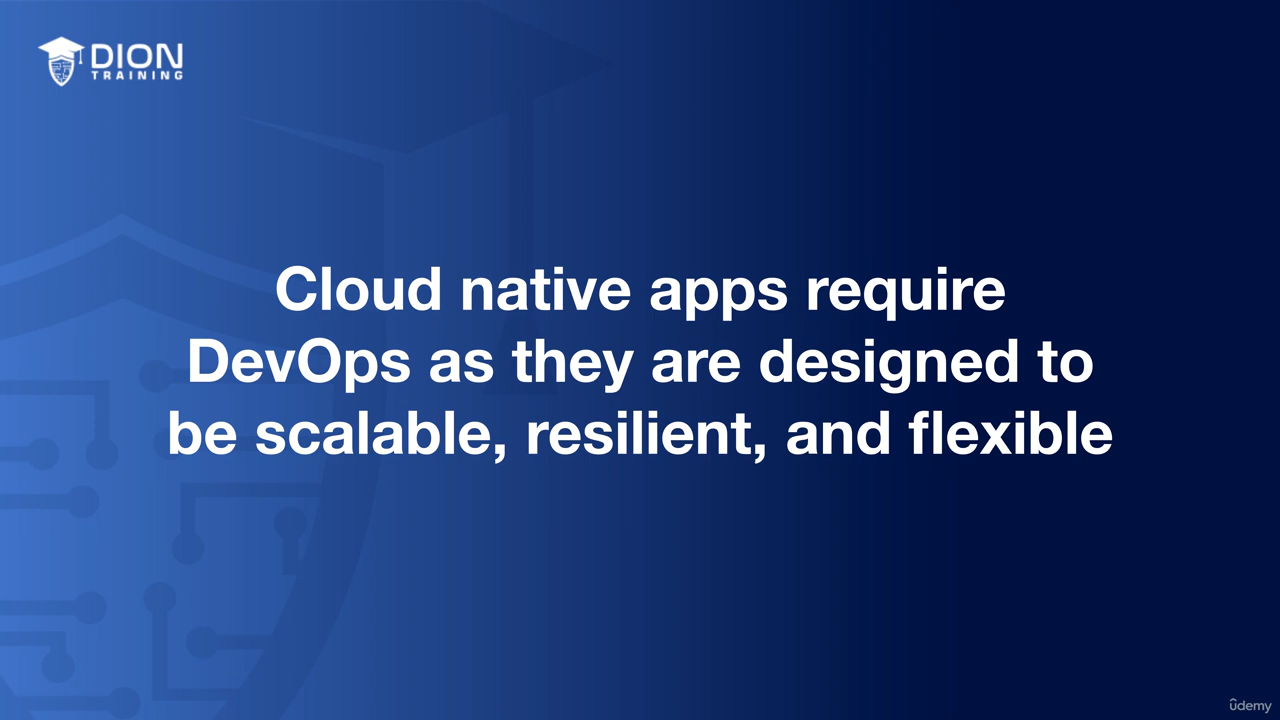 DION
TRAINING
Cloud native apps require
DevOps as they are designed to
be scalable, resilient, and flexible
ûdemy